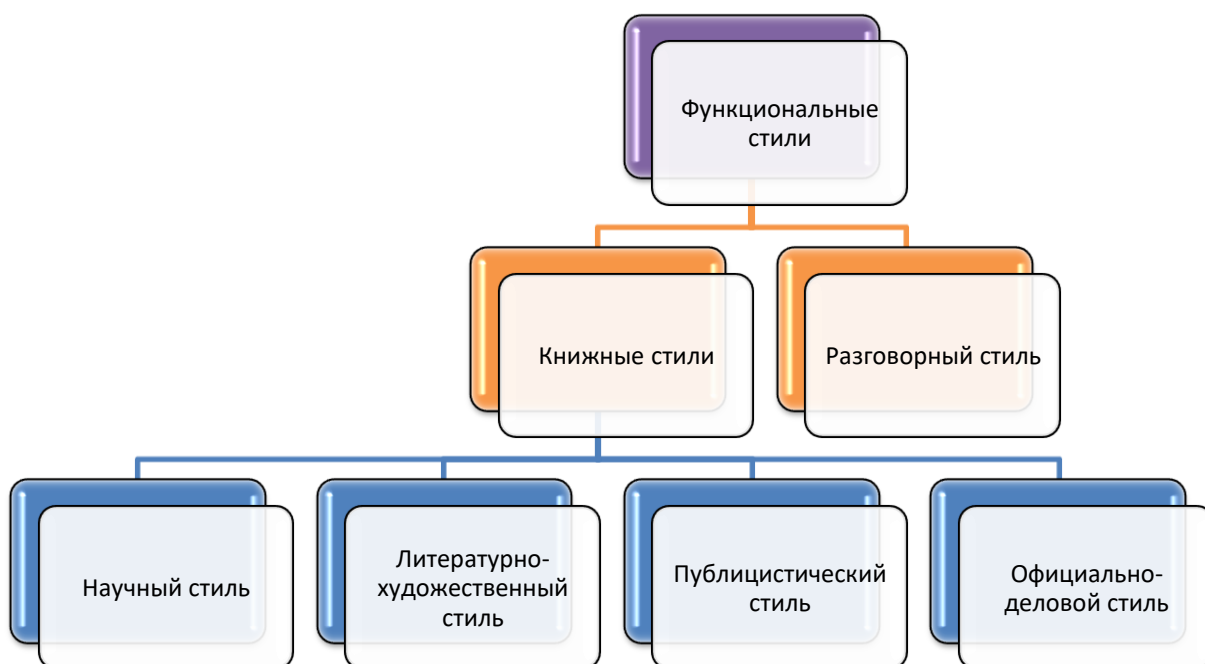 Функциональные
стили
Книжные стили
Разговорный стиль
Научный стиль
Литературно-
художественный
стиль
Публицистический
стиль
Официально-
деловой стиль